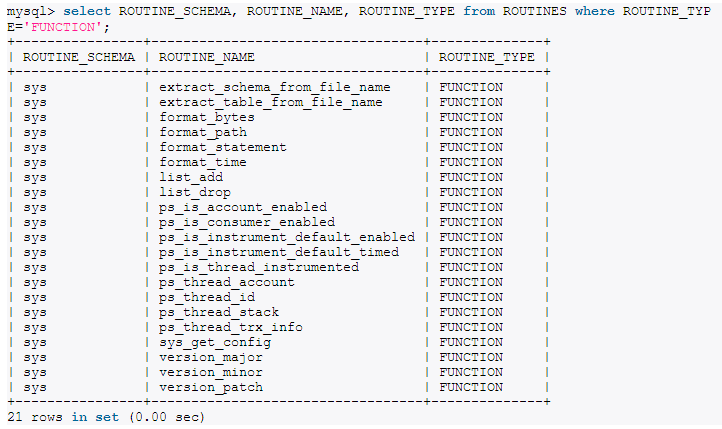 mysql> select ROUTINE_SCHEMA, ROUTINE_NAME, ROUTINE_TYPE from ROUTINES where ROUTINE_TYP
E='FUNCTION';
+----------------+----------------------------------+--------------+
| ROUTINE_SCHEMA | ROUTINE_NAME                     | ROUTINE_TYPE |
+----------------+----------------------------------+--------------+
| sys            | extract_schema_from_file_name    | FUNCTION     |
| sys            | extract_table_from_file_name     | FUNCTION     |
| sys            | format_bytes                     | FUNCTION     |
| sys            | format_path                      | FUNCTION     |
| sys            | format_statement                 | FUNCTION     |
| sys            | format_time                      | FUNCTION     |
| sys            | list_add                         | FUNCTION     |
| sys            | list_drop                        | FUNCTION     |
| sys            | ps_is_account_enabled            | FUNCTION     |
| sys            | ps_is_consumer_enabled           | FUNCTION     |
| sys            | ps_is_instrument_default_enabled | FUNCTION     |
| sys            | ps_is_instrument_default_timed   | FUNCTION     |
| sys            | ps_is_thread_instrumented        | FUNCTION     |
| sys            | ps_thread_account                | FUNCTION     |
| sys            | ps_thread_id                     | FUNCTION     |
| sys            | ps_thread_stack                  | FUNCTION     |
| sys            | ps_thread_trx_info               | FUNCTION     |
| sys            | sys_get_config                   | FUNCTION     |
| sys            | version_major                    | FUNCTION     |
| sys            | version_minor                    | FUNCTION     |
| sys            | version_patch                    | FUNCTION     |
+----------------+----------------------------------+--------------+
21 rows in set (0.00 sec)